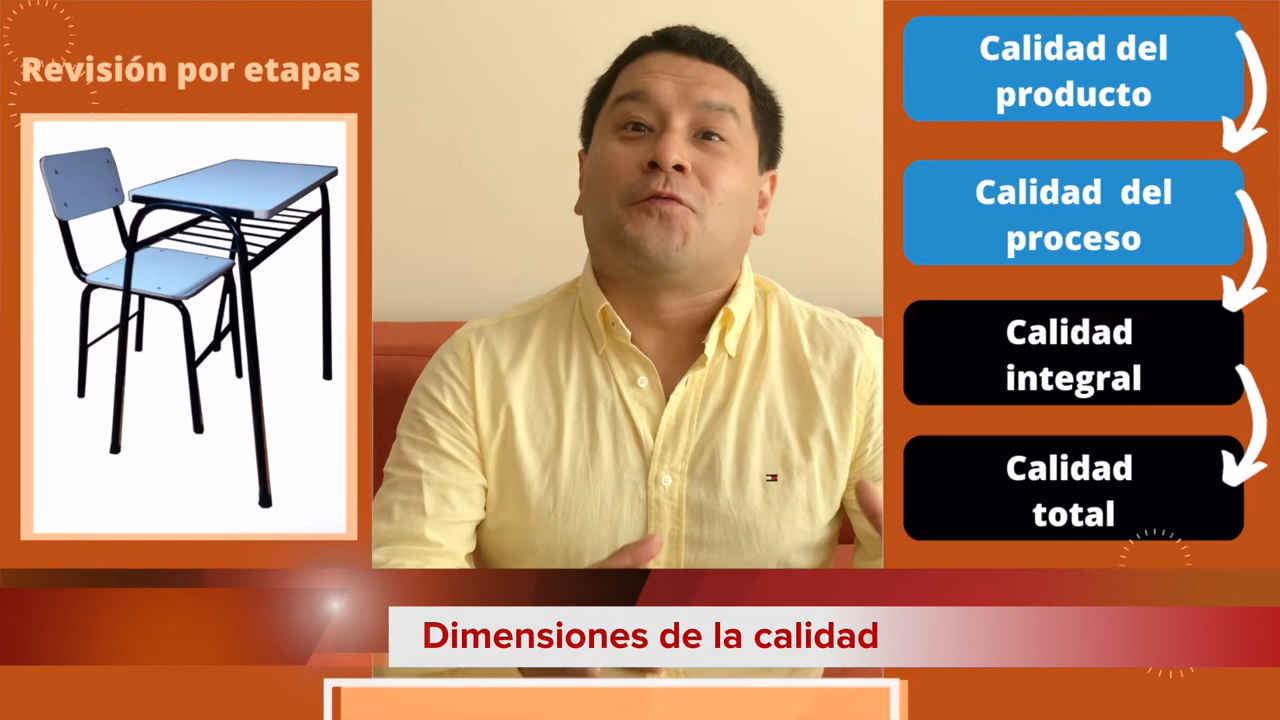 Revisión por etapas
Calidad del
producto
Calidad del
proceso
Calidad
integral
Calidad
total
Dimensiones de la calidad